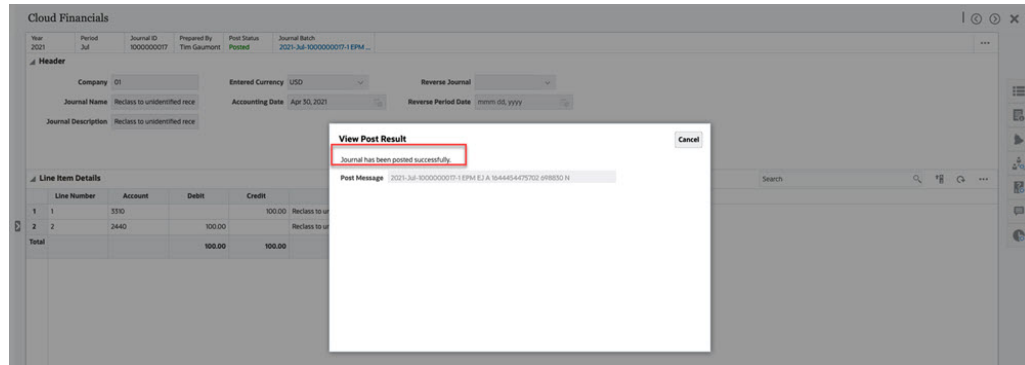 Cloud Financials
Year Period Journal ID Prepared By Post Status Journal Batch
2021 Jul 1000000017 Tim Gaumont Posted 2021-Jul-1000000017-1 EPM ...
Header
Company 01 Entered Currency USD Reverse Journal
Journal Name Reclass to unidentified rece Accounting Date Apr 30, 2021 Reverse Period Date mmm dd, yyyy
Journal Description Reclass to unidentified rece
View Post Result Cancel
Journal has been posted successfully.
Post Message 2021-Jul-1000000017-1 EPM EJ A 1644454475702 698830 N
Line Item Details Search
Line Number Account Debit Credit
1 1 3310 100.00 Reclass to un
2 2 2440 100.00 Reclass to un
Total 100.00 100.00